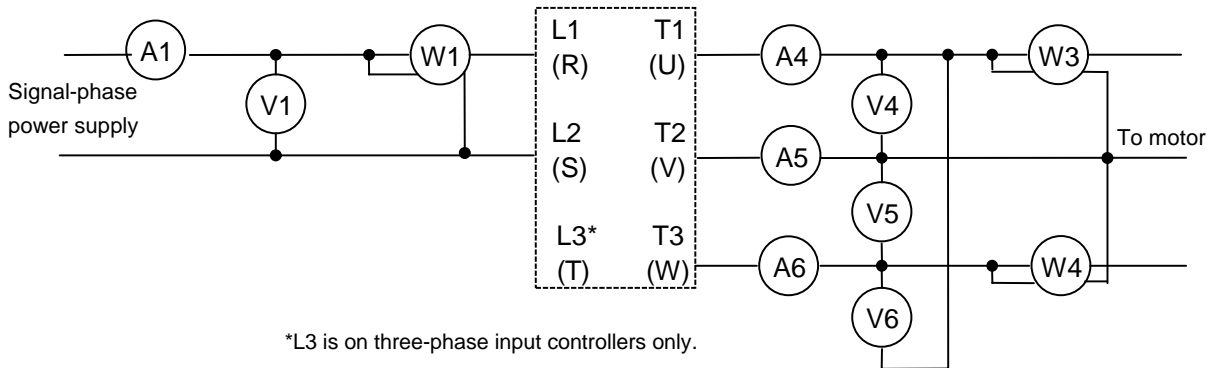 L1 T1
A1 W1 A4 W3
(R) (U)
Signal-phase
V1 V4
power supply
L2 T2
To motor
A5
(S) (V)
V5
L3* T3
A6 W4
(T) (W)
V6
*L3 is on three-phase input controllers only.